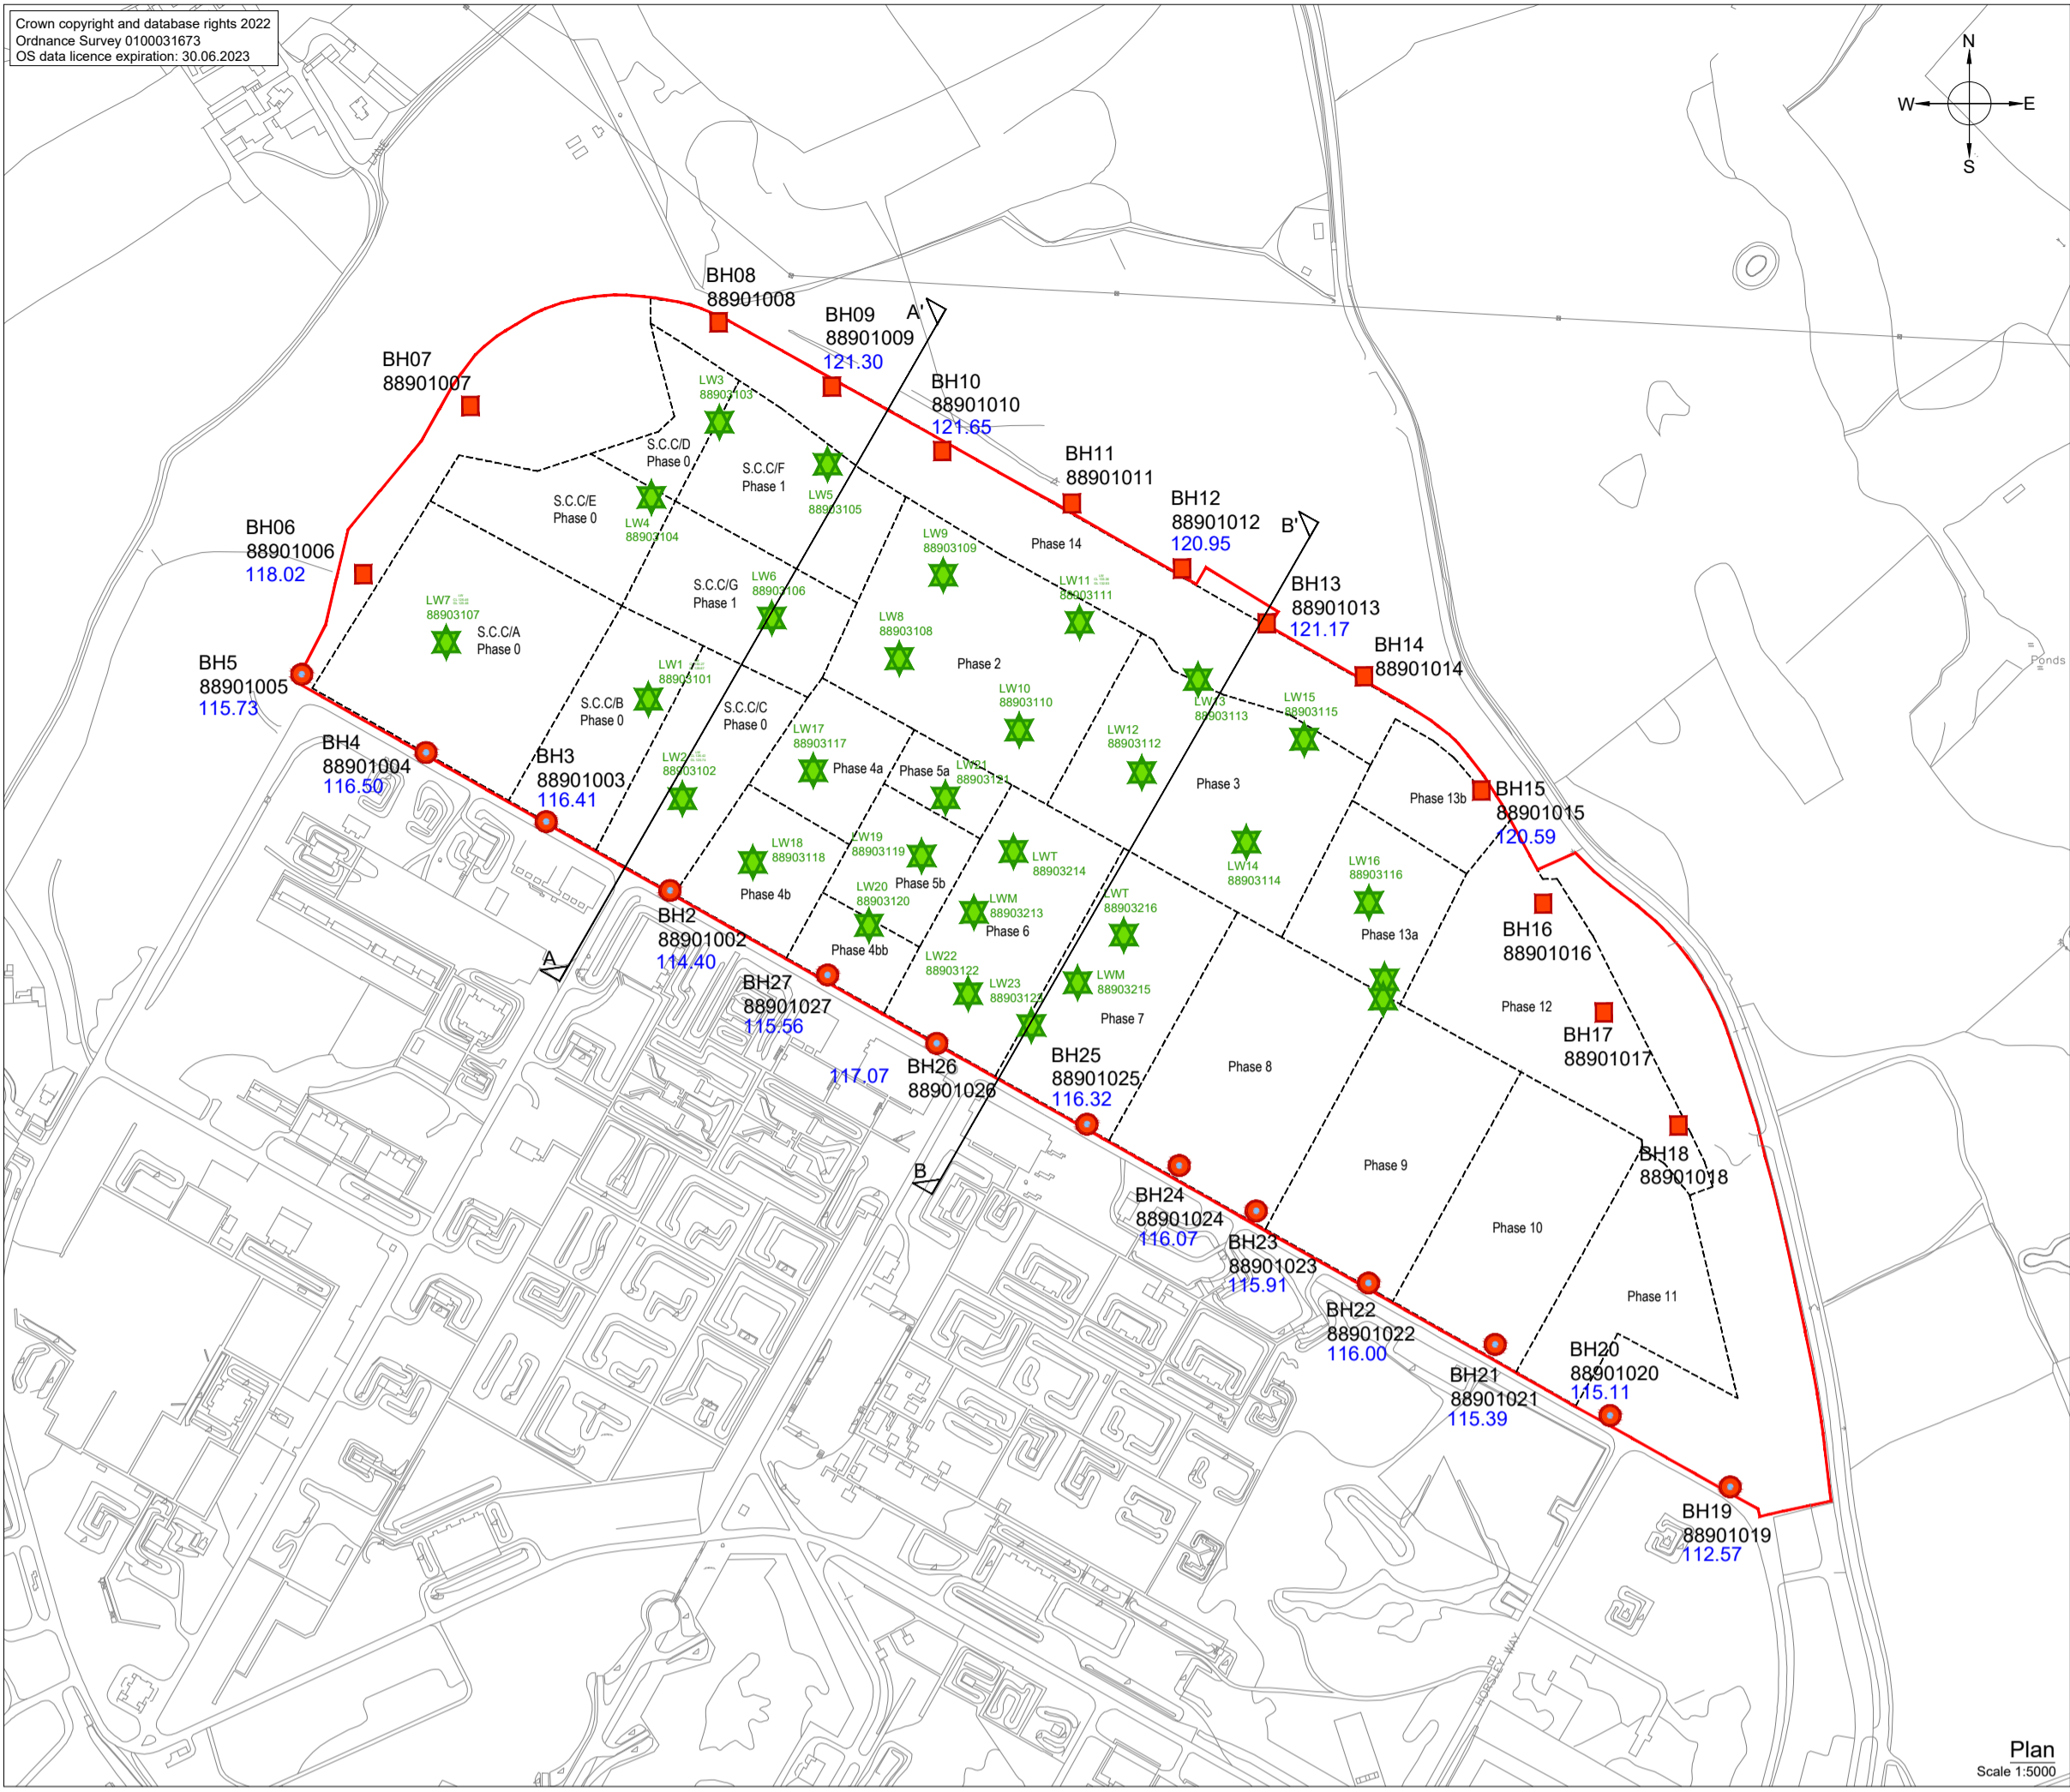 Crown copyright and database rights 2022
Ordnance Survey 0100031673
OS data licence expiration: 30.06.2023
N
W
E
S
LANE
BH08
88901008
BH09
88901009
121.30
A'
BH07
88901007
BH10
88901010
121.65
LW3
88903103
S.C.C/D
Phase 0
S.C.C/F
Phase 1
BH11
88901011
LW5
88903105
S.C.C/E
Phase 0
LW4
88903104
BH12
88901012
120.95
B'
BH06
88901006
118.02
LW9
88903109
Phase 14
LW7
88903107
S.C.C/A
Phase 0
S.C.C/G
Phase 1
LW6
88903106
LW11
88903111
BH13
88901013
121.17
LW8
88903108
Phase 2
BH14
88901014
BH5
88901005
115.73
LW1
88903101
S.C.C/B
Phase 0
S.C.C/C
Phase 0
LW10
88903110
LW13
88903113
LW15
88903115
Ponds
BH4
88901004
116.50
BH3
88901003
116.41
LW2
88903102
LW17
88903117
Phase 4a
Phase 5a
LW21
88903121
LW12
88903112
Phase 3
Phase 13b
BH15
88901015
120.59
LW18
88903118
Phase 4b
LW19
88903119
Phase 5b
LWT
88903214
LW14
88903114
LW16
88903116
LW20
88903120
Phase 4bb
LWM
88903213
Phase 6
LWT
88903216
Phase 13a
BH16
88901016
BH2
88901002
114.40
A
LW22
88903122
LW23
88903123
LWM
88903215
Phase 7
Phase 12
BH27
88901027
115.56
BH17
88901017
117.07
BH26
88901026
BH25
88901025
116.32
Phase 8
B
Phase 9
BH18
88901018
BH24
88901024
116.07
Phase 10
BH23
88901023
115.91
Phase 11
BH22
88901022
116.00
BH21
88901021
115.39
BH20
88901020
115.11
BH19
88901019
112.57
HORSLEY WAY
Plan
Scale 1:5000